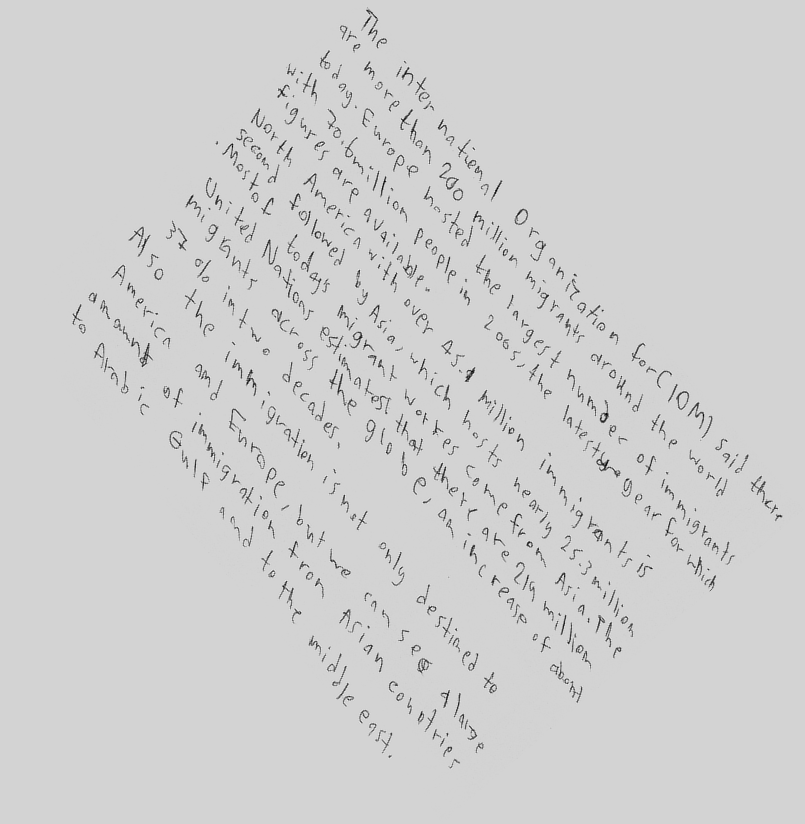 The inter national Organization for (IOM) said there
are more than 200 million migrants around the world
today. Europe hosted the largest number of immigrants
with 70.6 million people in 2005, the latest year for which
figures are available.
North America with over 45.1 million immigrants is
second followed by Asia, which hosts nearly 25.3 million
. Most of todays migrant workes come from Asia. The
United Nations estimatest that there are 214 million
migrants across the globe, an increase of about
37 % in two decades.
Also the immigration is not only destined to
America and Europe, but we can see a large
amount of immigration from Asian countries
to Arabic Gulf and to the middle east.